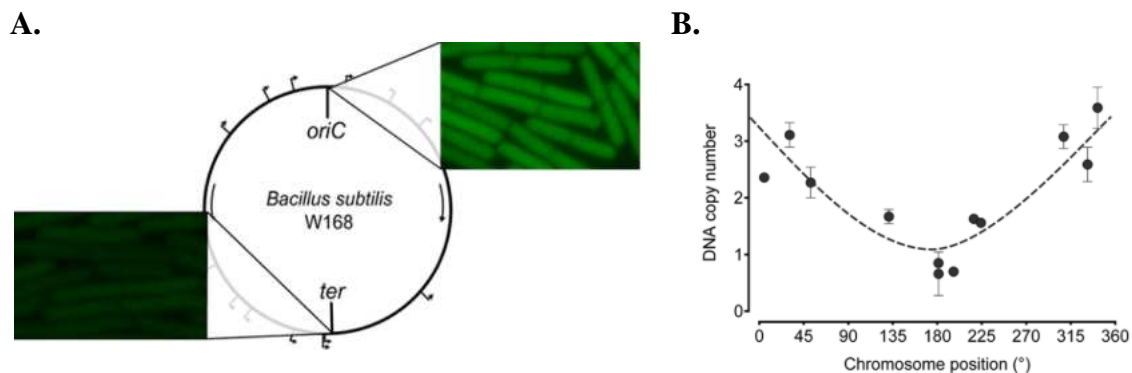 A.
oriC
Bacillus subtilis
W168
ter
B.
DNA copy number
4
3
2
1
0
0 45 90 135 180 225 270 315 360
Chromosome position (°)